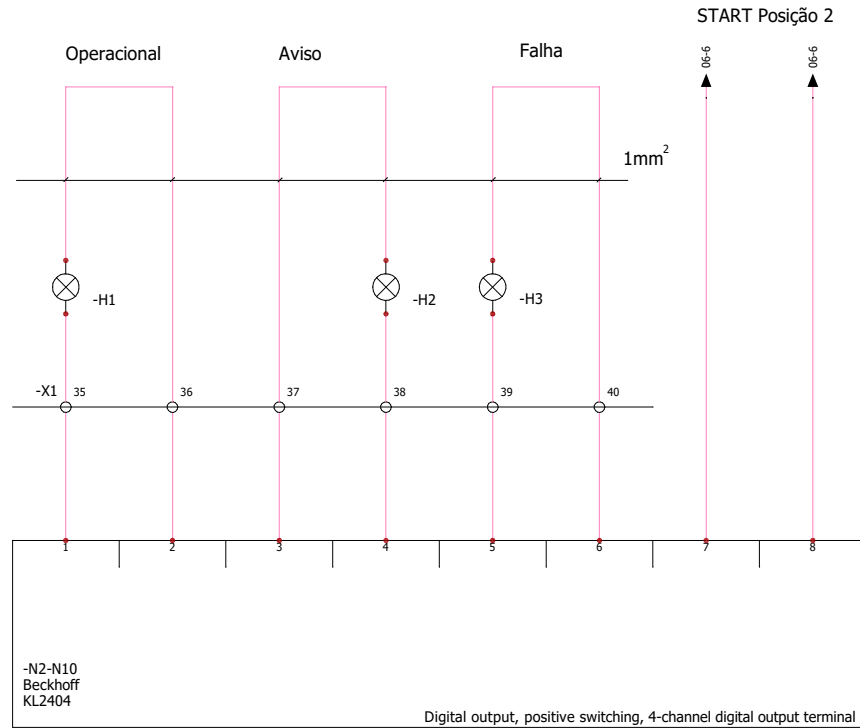 START Posição 2
Operacional
Aviso
Falha
06-6
06-6
1mm²
-H1
-H2
-H3
-X1
35
36
37
38
39
40
1
2
3
4
5
6
7
8
-N2-N10
Beckhoff
KL2404
Digital output, positive switching, 4-channel digital output terminal